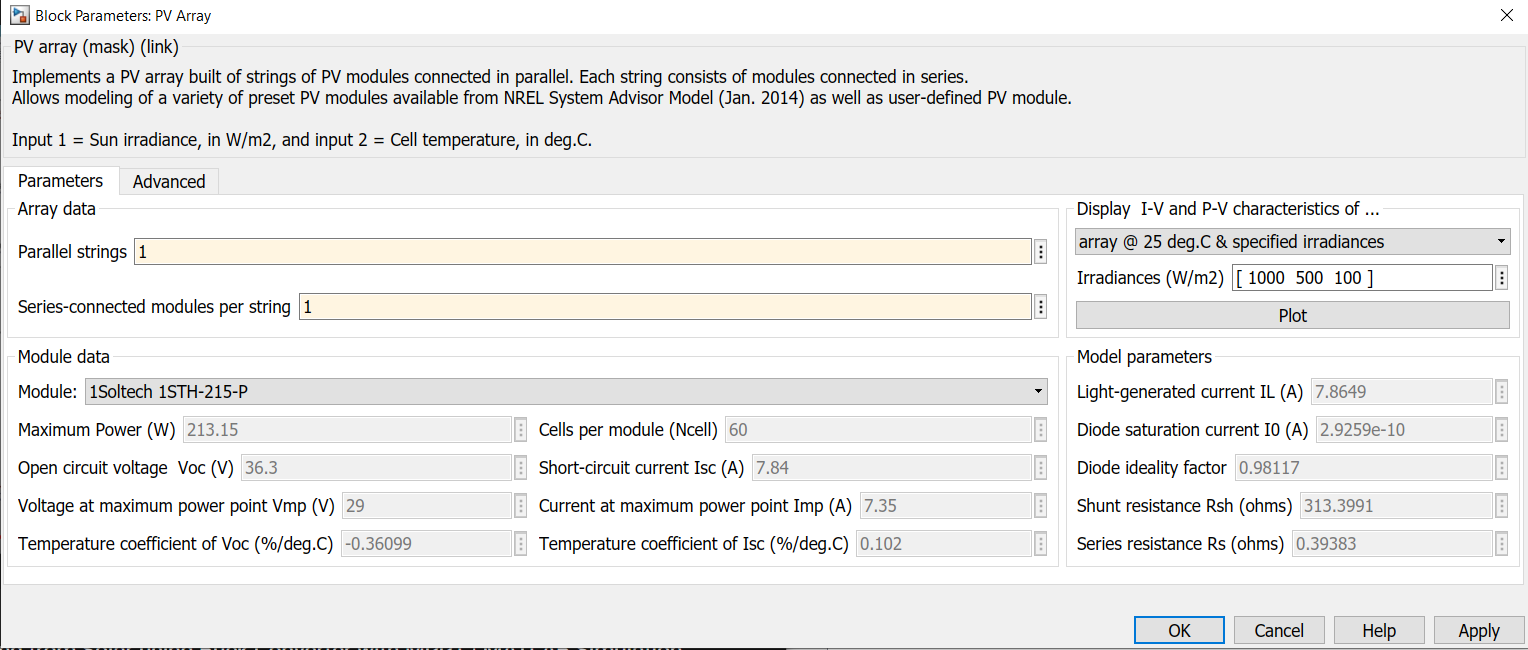 Block Parameters: PV Array
PV array (mask) (link)
Implements a PV array built of strings of PV modules connected in parallel. Each string consists of modules connected in series.
Allows modeling of a variety of preset PV modules available from NREL System Advisor Model (Jan. 2014) as well as user-defined PV module.
Input 1 = Sun irradiance, in W/m2, and input 2 = Cell temperature, in deg.C.
Parameters Advanced
Array data
Parallel strings 1
Series-connected modules per string 1
Display I-V and P-V characteristics of ...
array @ 25 deg.C & specified irradiances
Irradiances (W/m2) [ 1000 500 100 ]
Plot
Module data
Module: 1Soltech 1STH-215-P
Maximum Power (W) 213.15 Cells per module (Ncell) 60
Open circuit voltage Voc (V) 36.3 Short-circuit current Isc (A) 7.84
Voltage at maximum power point Vmp (V) 29 Current at maximum power point Imp (A) 7.35
Temperature coefficient of Voc (%/deg.C) -0.36099 Temperature coefficient of Isc (%/deg.C) 0.102
Model parameters
Light-generated current IL (A) 7.8649
Diode saturation current I0 (A) 2.9259e-10
Diode ideality factor 0.98117
Shunt resistance Rsh (ohms) 313.3991
Series resistance Rs (ohms) 0.39383
OK Cancel Help Apply